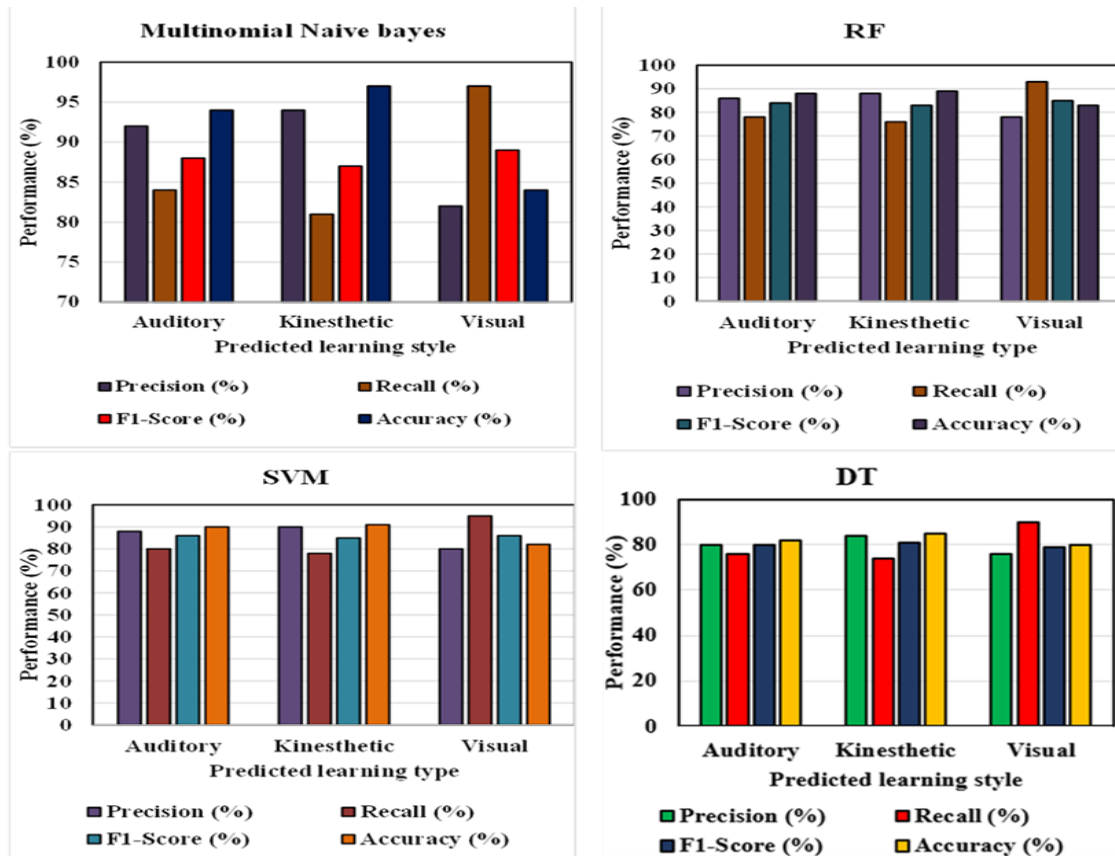 Multinomial Naive bayes
Performance (%)
100
95
90
85
80
75
70
Auditory Kinesthetic Visual
Predicted learning style
Precision (%) Recall (%)
F1-Score (%) Accuracy (%)
RF
Performance (%)
100
90
80
70
60
50
40
30
20
10
0
Auditory Kinesthetic Visual
Predicted learning type
Precision (%) Recall (%)
F1-Score (%) Accuracy (%)
SVM
Performance (%)
100
90
80
70
60
50
40
30
20
10
0
Auditory Kinesthetic Visual
Predicted learning type
Precision (%) Recall (%)
F1-Score (%) Accuracy (%)
DT
Performance (%)
100
80
60
40
20
0
Auditory Kinesthetic Visual
Predicted learning style
Precision (%) Recall (%)
F1-Score (%) Accuracy (%)